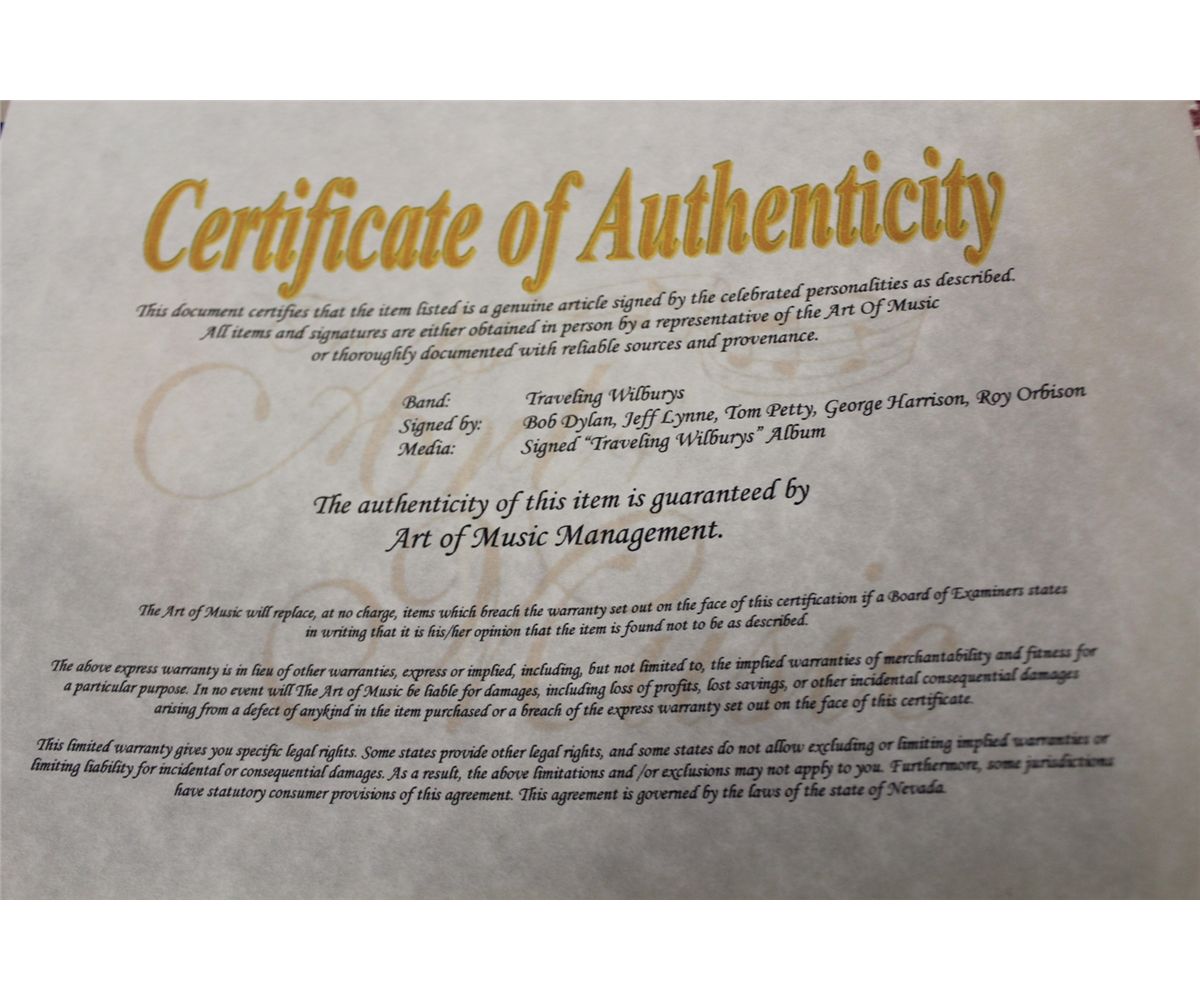 Certificate of Authenticity
This document certifies that the item listed is a genuine article signed by the celebrated personalities as described.
All items and signatures are either obtained in person by a representative of the Art Of Music
or thoroughly documented with reliable sources and provenance.
Band: Traveling Wilburys
Signed by: Bob Dylan, Jeff Lynne, Tom Petty, George Harrison, Roy Orbison
Media: Signed “Traveling Wilburys” Album
The authenticity of this item is guaranteed by
Art of Music Management.
The Art of Music will replace, at no charge, items which breach the warranty set out on the face of this certification if a Board of Examiners states
in writing that it is his/her opinion that the item is found not to be as described.
The above express warranty is in lieu of other warranties, express or implied, including, but not limited to, the implied warranties of merchantability and fitness for
a particular purpose. In no event will The Art of Music be liable for damages, including loss of profits, lost savings, or other incidental consequential damages
arising from a defect of anykind in the item purchased or a breach of the express warranty set out on the face of this certificate.
This limited warranty gives you specific legal rights. Some states provide other legal rights, and some states do not allow excluding or limiting implied warranties or
limiting liability for incidental or consequential damages. As a result, the above limitations and /or exclusions may not apply to you. Furthermore, some jurisdictions
have statutory consumer provisions of this agreement. This agreement is governed by the laws of the state of Nevada.
Art of
Music